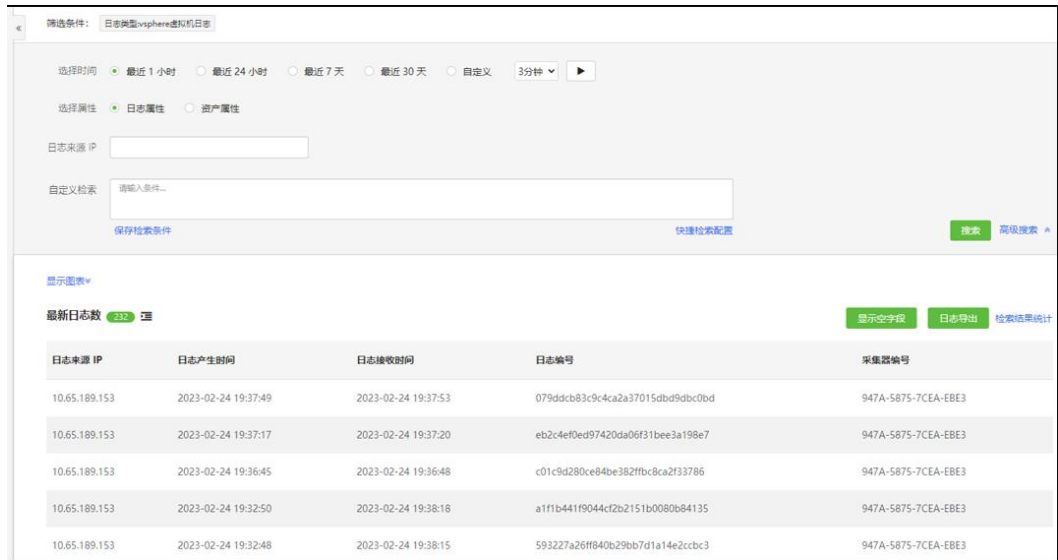 筛选条件： 日志类型:vsphere虚拟机日志
选择时间 最近 1 小时 最近 24 小时 最近 7 天 最近 30 天 自定义 3分钟
选择属性 日志属性 资产属性
日志来源 IP
自定义检索 请输入条件...
保存检索条件 快捷检索配置 搜索 高级搜索
显示图表
最新日志数 232 显示空字段 日志导出 检索结果统计
日志来源 IP 日志产生时间 日志接收时间 日志编号 采集器编号
10.65.189.153 2023-02-24 19:37:49 2023-02-24 19:37:53 079ddcb83c9c4ca2a37015dbd9dbc0bd 947A-5875-7CEA-EBE3
10.65.189.153 2023-02-24 19:37:17 2023-02-24 19:37:20 eb2c4ef0ed97420da06f31bee3a198e7 947A-5875-7CEA-EBE3
10.65.189.153 2023-02-24 19:36:45 2023-02-24 19:36:48 c01c9d280ce84be382ffbc8ca2f33786 947A-5875-7CEA-EBE3
10.65.189.153 2023-02-24 19:32:50 2023-02-24 19:38:18 a1f1b441f9044cf2b2151b0080b84135 947A-5875-7CEA-EBE3
10.65.189.153 2023-02-24 19:32:48 2023-02-24 19:38:15 593227a26ff840b29bb7d1a14e2ccbc3 947A-5875-7CEA-EBE3